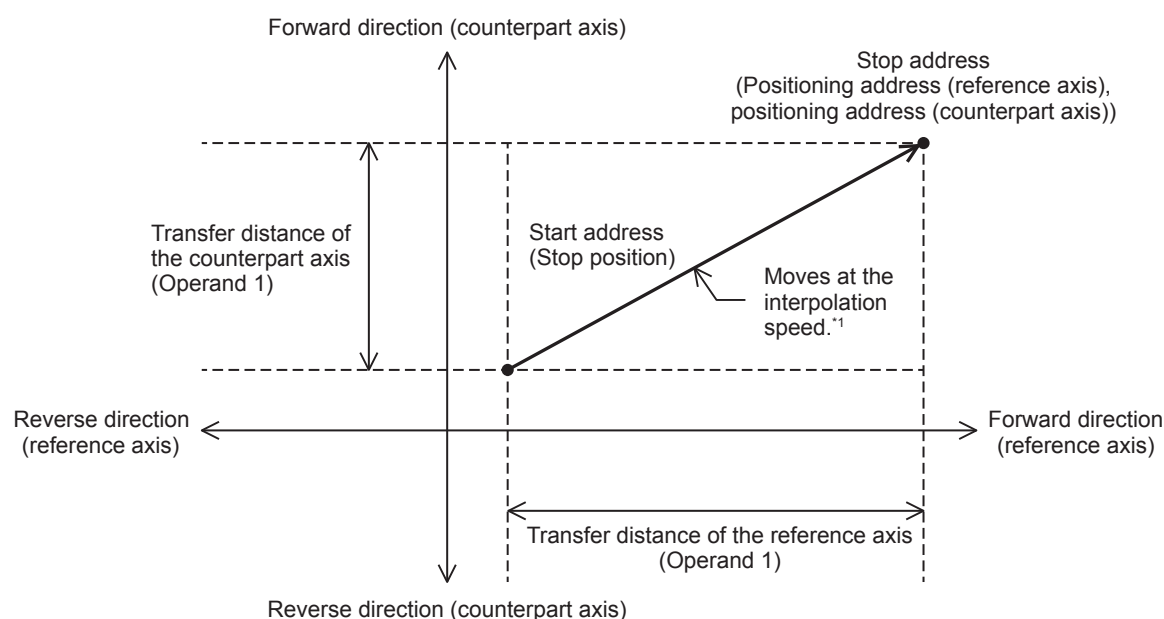 Forward direction (counterpart axis)
Stop address
(Positioning address (reference axis),
positioning address (counterpart axis))
Transfer distance of
the counterpart axis
(Operand 1)
Start address
(Stop position)
Moves at the
interpolation
speed.*1
Reverse direction
(reference axis)
Forward direction
(reference axis)
Transfer distance of the reference axis
(Operand 1)
Reverse direction (counterpart axis)